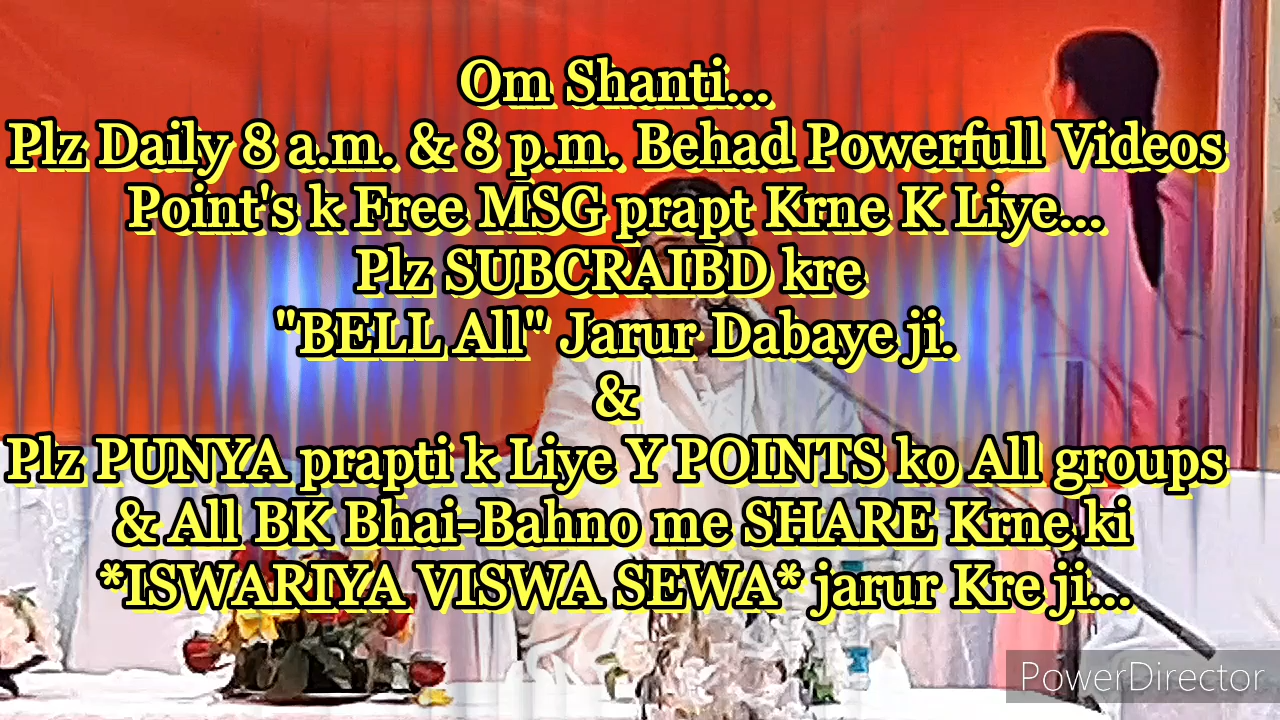 Om Shanti...
Plz Daily 8 a.m. & 8 p.m. Behad Powerfull Videos
Point's k Free MSG prapt Krne K Liye...
Plz SUBCRAIBD kre
"BELL All" Jarur Dabaye ji.
&
Plz PUNYA prapti k Liye Y POINTS ko All groups
& All BK Bhai-Bahno me SHARE Krne ki
*ISWARIYA VISWA SEWA* jarur Kre ji...
PowerDirector